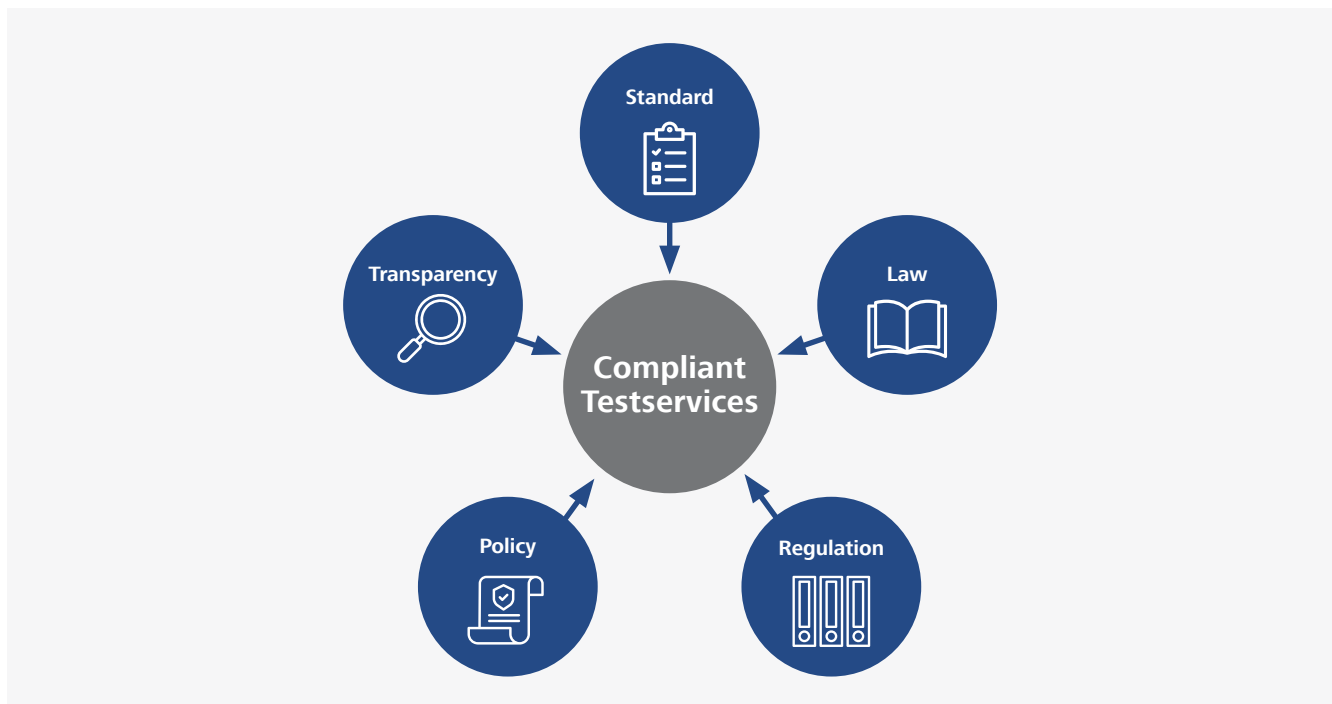 Standard
Transparency
Law
Compliant
Testservices
Policy
Regulation